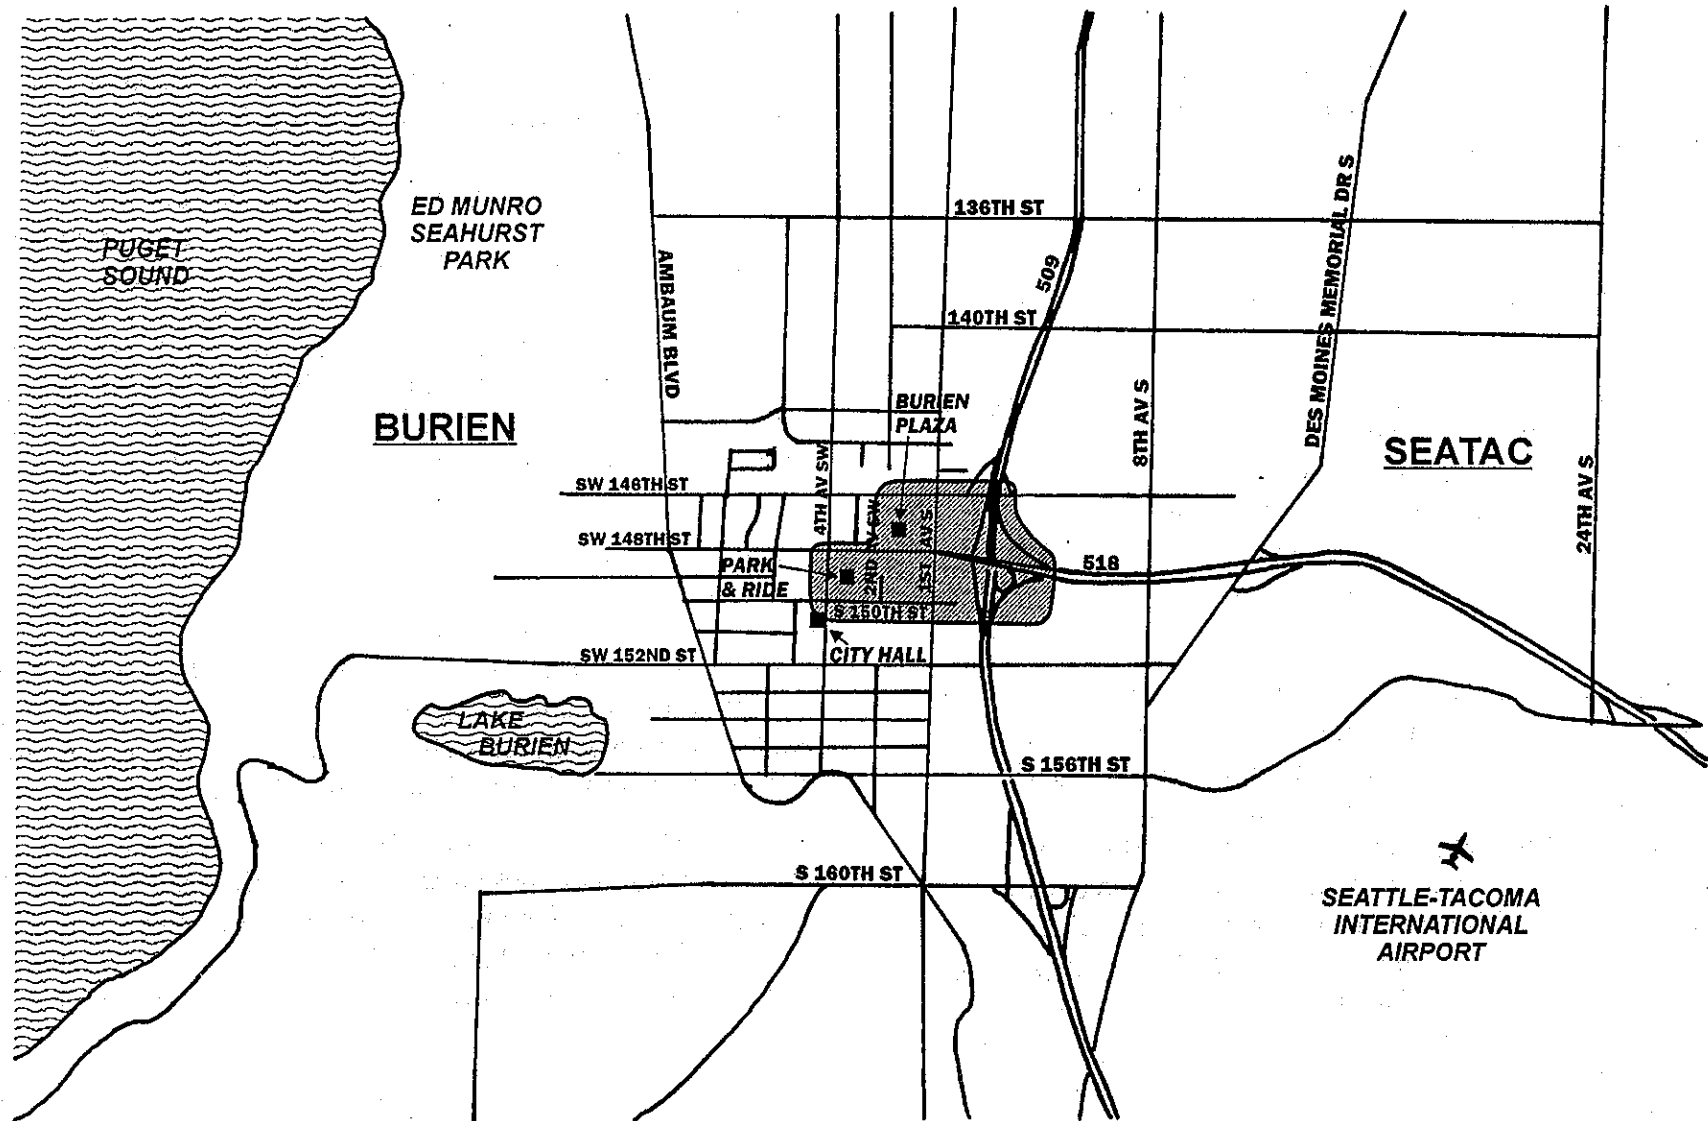 136TH ST
ED MUNRO
SEAHURST
PARK
PUGET
SOUND
AMBAUM BLVD
509
DES MOINES MEMORIAL DR S
140TH ST
BURIEN
PLAZA
8TH AV S
BURIEN
SEATAC
4TH AV SW
24TH AV S
SW 146TH ST
2ND AV SW
1ST AV S
SW 148TH ST
PARK
& RIDE
518
S 150TH ST
SW 152ND ST
CITY HALL
LAKE
BURIEN
S 156TH ST
S 160TH ST
SEATTLE-TACOMA
INTERNATIONAL
AIRPORT